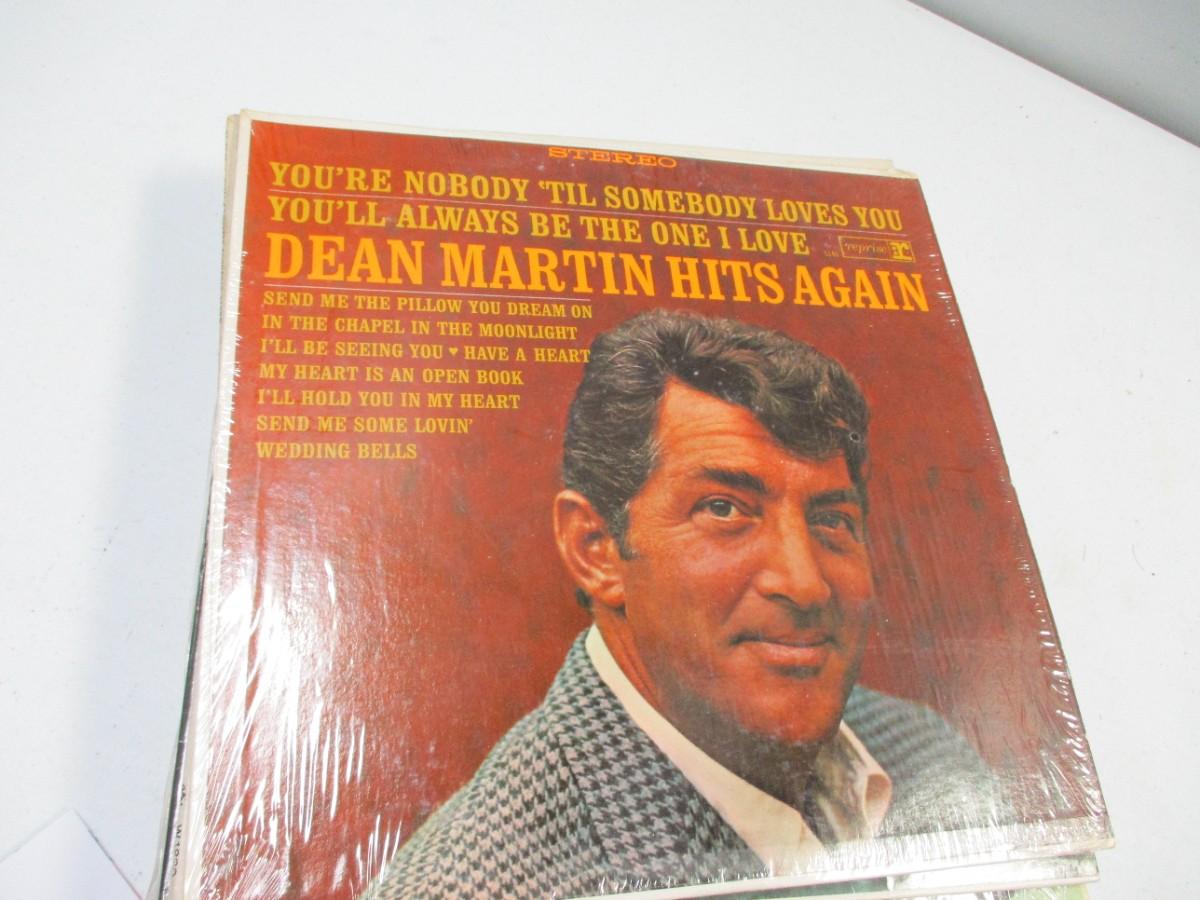 STEREO
YOU'RE NOBODY 'TIL SOMEBODY LOVES YOU
YOU'LL ALWAYS BE THE ONE I LOVE
reprise
DEAN MARTIN HITS AGAIN
SEND ME THE PILLOW YOU DREAM ON
IN THE CHAPEL IN THE MOONLIGHT
I'LL BE SEEING YOU ♥ HAVE A HEART
MY HEART IS AN OPEN BOOK
I'LL HOLD YOU IN MY HEART
SEND ME SOME LOVIN'
WEDDING BELLS